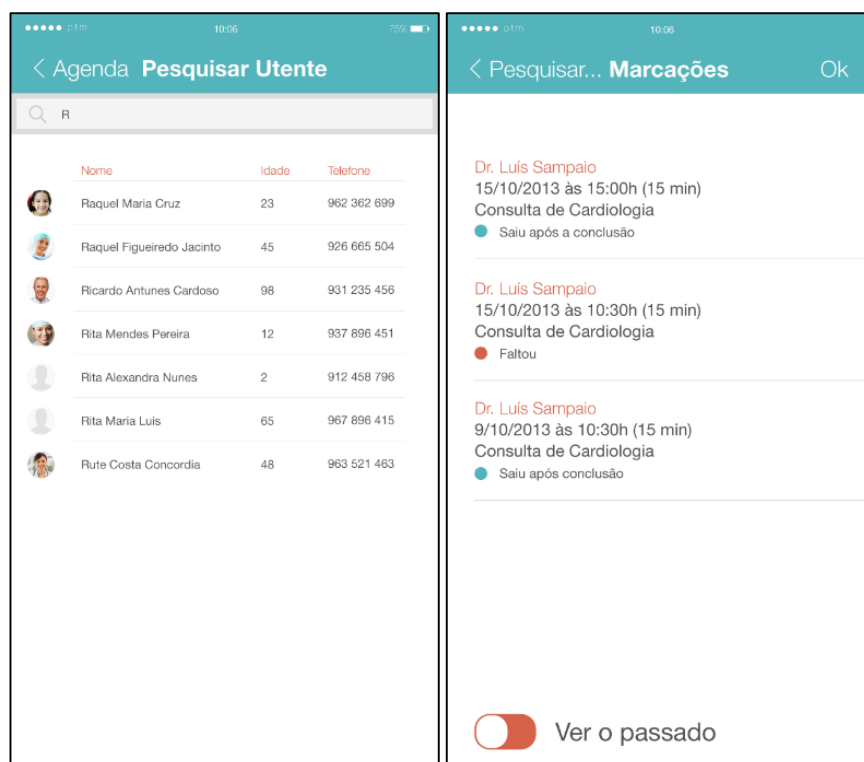 ptm 10:06 75%
< Agenda Pesquisar Utente
R
Nome Idade Telefone
Raquel Maria Cruz 23 962 362 699
Raquel Figueiredo Jacinto 45 926 665 504
Ricardo Antunes Cardoso 98 931 235 456
Rita Mendes Pereira 12 937 896 451
Rita Alexandra Nunes 2 912 458 796
Rita Maria Luis 65 967 896 415
Rute Costa Concordia 48 963 521 463
ptm 10:06
< Pesquisar... Marcações Ok
Dr. Luís Sampaio
15/10/2013 às 15:00h (15 min)
Consulta de Cardiologia
Saiu após a conclusão
Dr. Luís Sampaio
15/10/2013 às 10:30h (15 min)
Consulta de Cardiologia
Faltou
Dr. Luís Sampaio
9/10/2013 às 10:30h (15 min)
Consulta de Cardiologia
Saiu após conclusão
Ver o passado